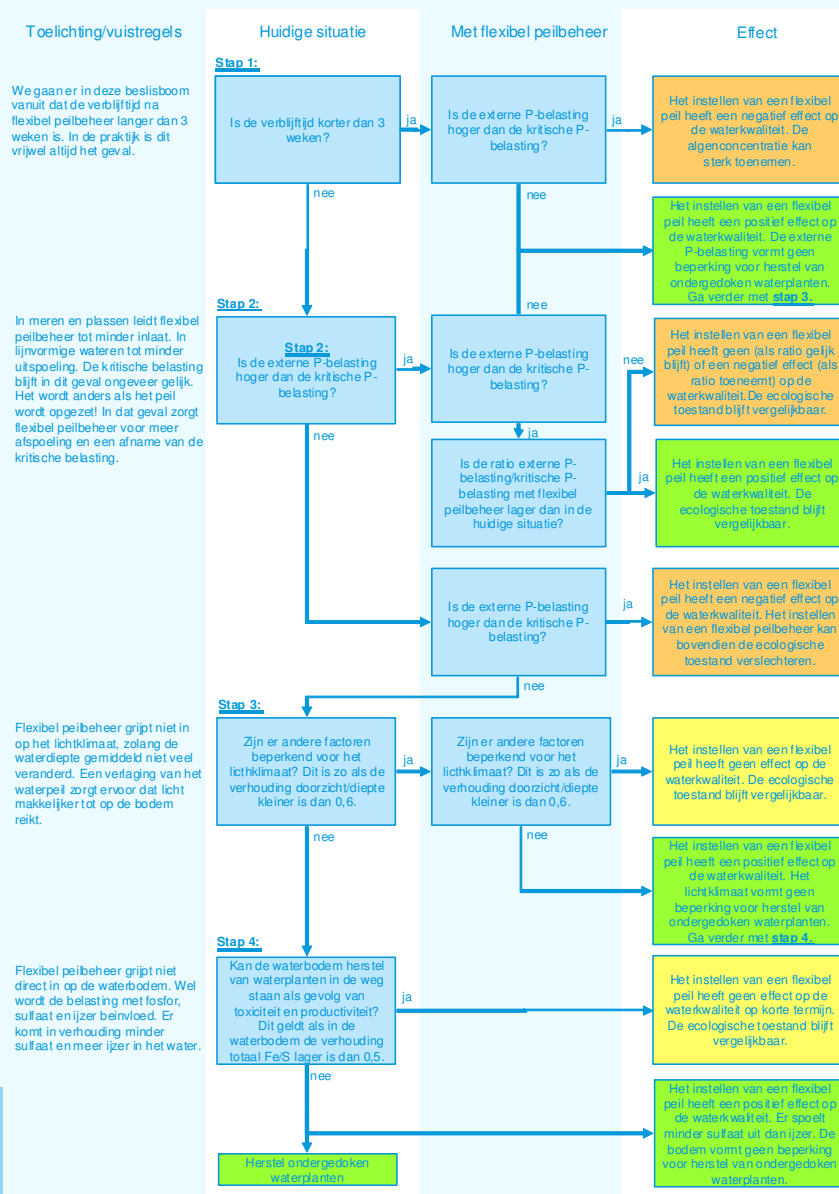 Toelichting/vuistregels
Huidige situatie
Met flexibel peilbeheer
Effect
Stap 1:
We gaan er in deze beslisboom
vanuit dat de verblijftijd na
flexibel peilbeheer langer dan 3
weken is. In de praktijk is dit
vrijwel altijd het geval.
Is de verblijftijd korter dan 3
weken?
ja
nee
Is de externe P-belasting
hoger dan de kritische P-
belasting?
ja
nee
Het instellen van een flexibel
peil heeft een negatief effect op
de waterkwaliteit. De
algenconcentratie kan
sterk toenemen.
Het instellen van een flexibel
peil heeft een positief effect op
de waterkwaliteit. De externe
P-belasting vormt geen
beperking voor herstel van
ondergedoken waterplanten.
Ga verder met stap 3.
nee
Stap 2:
In meren en plassen leidt flexibel
peilbeheer tot minder inlaat. In
lijnvormige wateren tot minder
uitspoeling. De kritische belasting
blijft in dit geval ongeveer gelijk.
Het wordt anders als het peil
wordt opgezet! In dat geval zorgt
flexibel peilbeheer voor meer
afspoeling en een afname van de
kritische belasting.
Stap 2:
Is de externe P-belasting
hoger dan de kritische P-
belasting?
ja
nee
Is de externe P-belasting
hoger dan de kritische P-
belasting?
ja
nee
Het instellen van een flexibel
peil heeft geen (als ratio gelijk
blijft) of een negatief effect (als
ratio toeneemt) op de
waterkwaliteit.De ecologische
toestand blijft vergelijkbaar.
Is de ratio externe P-
belasting/kritische P-
belasting met flexibel
peilbeheer lager dan in de
huidige situatie?
ja
Het instellen van een flexibel
peil heeft een positief effect op
de waterkwaliteit. De
ecologische toestand blijft
vergelijkbaar.
Is de externe P-belasting
hoger dan de kritische P-
belasting?
ja
nee
Het instellen van een flexibel
peil heeft een negatief effect op
de waterkwaliteit. Het instellen
van een flexibel peilbeheer kan
bovendien de ecologische
toestand verslechteren.
Stap 3:
Flexibel peilbeheer grijpt niet in
op het lichtklimaat, zolang de
waterdiepte gemiddeld niet veel
veranderd. Een verlaging van het
waterpeil zorgt ervoor dat licht
makkelijker tot op de bodem
reikt.
Zijn er andere factoren
beperkend voor het
licthklimaat? Dit is zo als de
verhouding doorzicht/diepte
kleiner is dan 0,6.
ja
nee
Zijn er andere factoren
beperkend voor het
licthklimaat? Dit is zo als de
verhouding doorzicht/diepte
kleiner is dan 0,6.
ja
nee
Het instellen van een flexibel
peil heeft geen effect op de
waterkwaliteit. De ecologische
toestand blijft vergelijkbaar.
Het instellen van een flexibel
peil heeft een positief effect op
de waterkwaliteit. Het
lichtklimaat vormt geen
beperking voor herstel van
ondergedoken waterplanten.
Ga verder met stap 4.
Stap 4:
Flexibel peilbeheer grijpt niet
direct in op de waterbodem. Wel
wordt de belasting met fosfor,
sulfaat en ijzer beinvloed. Er
komt in verhouding minder
sulfaat en meer ijzer in het water.
Kan de waterbodem herstel
van waterplanten in de weg
staan als gevolg van
toxiciteit en productiviteit?
Dit geldt als in de
waterbodem de verhouding
totaal Fe/S lager is dan 0,5.
ja
nee
Het instellen van een flexibel
peil heeft geen effect op de
waterkwaliteit op korte termijn.
De ecologische toestand blijft
vergelijkbaar.
Het instellen van een flexibel
peil heeft een positief effect op
de waterkwaliteit. Er spoelt
minder sulfaat uit dan ijzer. De
bodem vormt geen beperking
voor herstel van ondergedoken
waterplanten.
Herstel ondergedoken
waterplanten